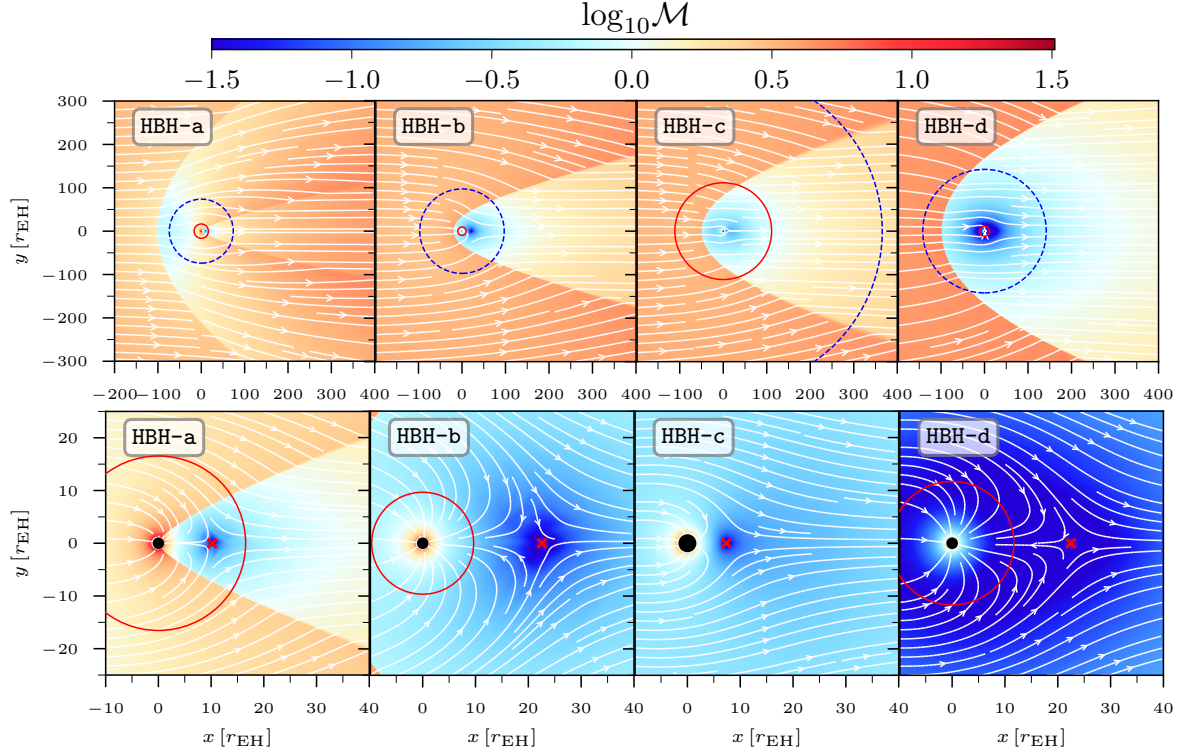 log₁₀ℳ
−1.5 −1.0 −0.5 0.0 0.5 1.0 1.5
HBH-a HBH-b HBH-c HBH-d
y [r_EH]
300
200
100
0
−100
−200
−300
−200 −100 0 100 200 300 400 −100 0 100 200 300 400 −100 0 100 200 300 400 −100 0 100 200 300 400
HBH-a HBH-b HBH-c HBH-d
y [r_EH]
20
10
0
−10
−20
−10 0 10 20 30 40 0 10 20 30 40 0 10 20 30 40 0 10 20 30 40
x [r_EH] x [r_EH] x [r_EH] x [r_EH]